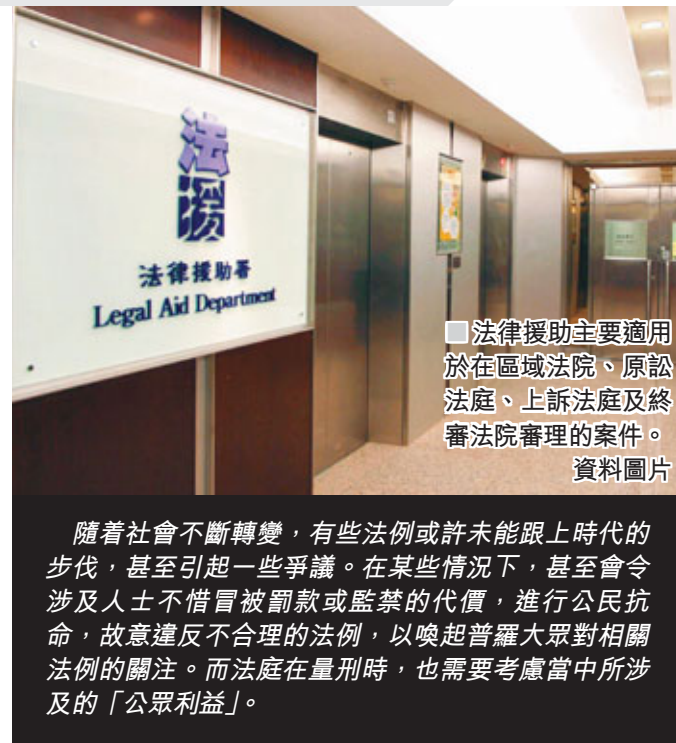 法援
法律援助署
Legal Aid Department
法律援助主要適用
於在區域法院、原訟
法庭、上訴法庭及終
審法院審理的案件。
資料圖片
隨着社會不斷轉變，有些法例或許未能跟上時代的
步伐，甚至引起一些爭議。在某些情況下，甚至會令
涉及人士不惜冒被罰款或監禁的代價，進行公民抗
命，故意違反不合理的法例，以喚起普羅大眾對相關
法例的關注。而法庭在量刑時，也需要考慮當中所涉
及的「公眾利益」。